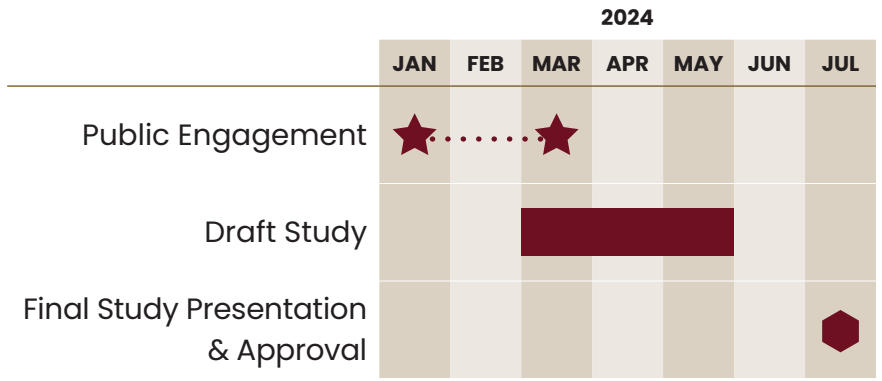 2024
JAN FEB MAR APR MAY JUN JUL
Public Engagement
Draft Study
Final Study Presentation
& Approval